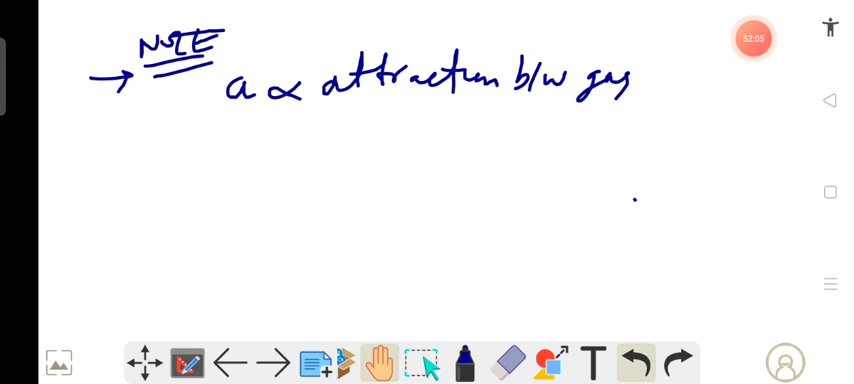 NOTE
→ a ∝ attraction b/w gas
52:05
T